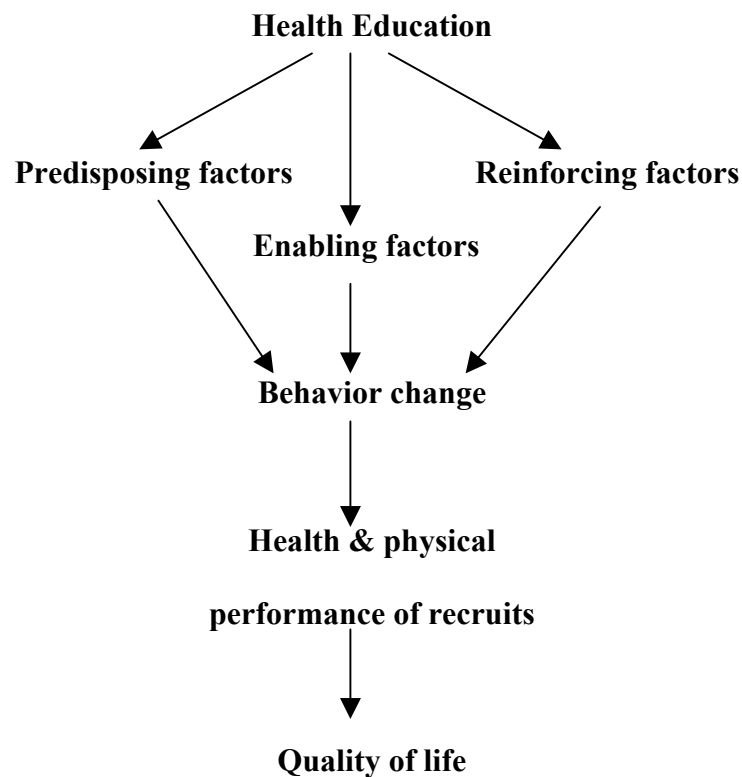 Health Education
Predisposing factors
Reinforcing factors
Enabling factors
Behavior change
Health & physical
performance of recruits
Quality of life